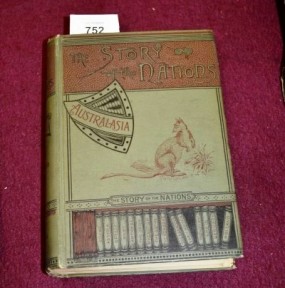 752
THE STORY
OF THE NATIONS
AUSTRALASIA
THE STORY OF THE NATIONS